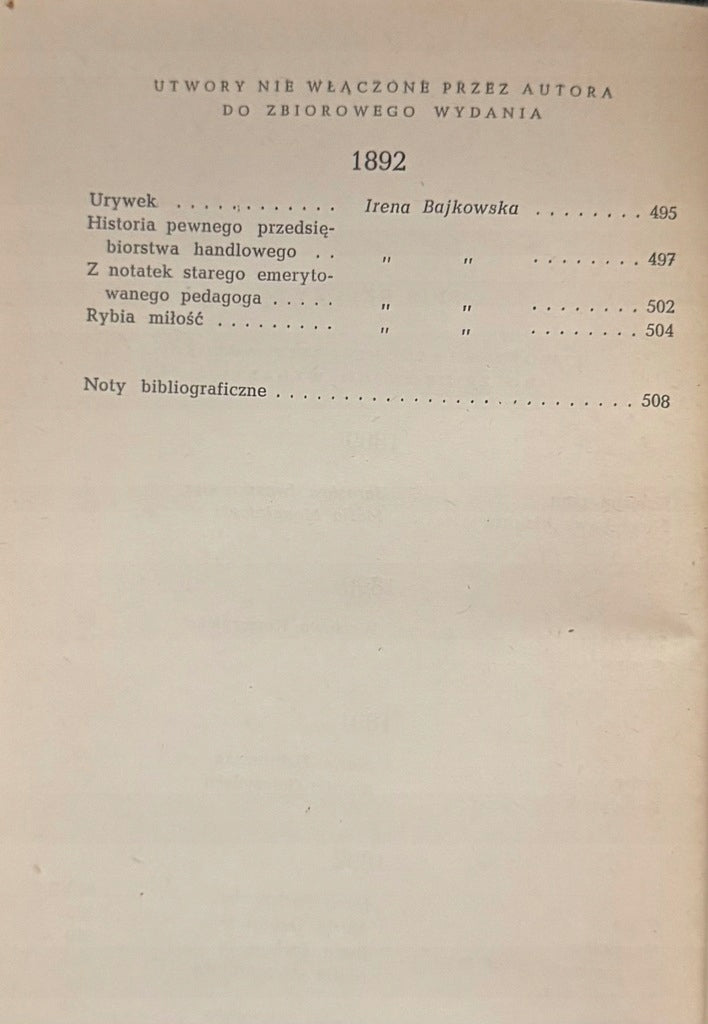 UTWORY NIE WŁĄCZONE PRZEZ AUTORA
DO ZBIOROWEGO WYDANIA
1892
Urywek . . . . . . . . . . . . Irena Bajkowska . . . . . . . . 495
Historia pewnego przedsię-
biorstwa handlowego . . " " . . . . . . . . 497
Z notatek starego emeryto-
wanego pedagoga . . . . . " " . . . . . . . . 502
Rybia miłość . . . . . . . . . " " . . . . . . . . 504
Noty bibliograficzne . . . . . . . . . . . . . . . . . . . . . . . . . . 508